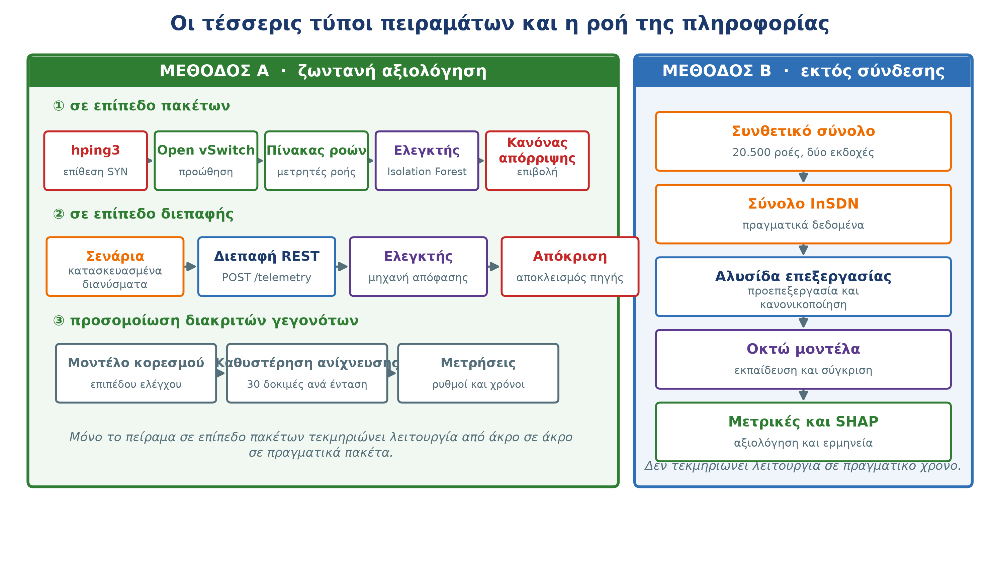 Οι τέσσερις τύποι πειραμάτων και η ροή της πληροφορίας
ΜΕΘΟΔΟΣ Α · ζωντανή αξιολόγηση
① σε επίπεδο πακέτων
hping3
επίθεση SYN
Open vSwitch
προώθηση
Πίνακας ροών
μετρητές ροής
Ελεγκτής
Isolation Forest
Κανόνας
απόρριψης
επιβολή
② σε επίπεδο διεπαφής
Σενάρια
κατασκευασμένα
διανύσματα
Διεπαφή REST
POST /telemetry
Ελεγκτής
μηχανή απόφασης
Απόκριση
αποκλεισμός πηγής
③ προσομοίωση διακριτών γεγονότων
Μοντέλο κορεσμού
επιπέδου ελέγχου
Καθυστέρηση ανίχνευσης
30 δοκιμές ανά ένταση
Μετρήσεις
ρυθμοί και χρόνοι
Μόνο το πείραμα σε επίπεδο πακέτων τεκμηριώνει λειτουργία από άκρο σε άκρο
σε πραγματικά πακέτα.
ΜΕΘΟΔΟΣ Β · εκτός σύνδεσης
Συνθετικό σύνολο
20.500 ροές, δύο εκδοχές
Σύνολο InSDN
πραγματικά δεδομένα
Αλυσίδα επεξεργασίας
προεπεξεργασία και
κανονικοποίηση
Οκτώ μοντέλα
εκπαίδευση και σύγκριση
Μετρικές και SHAP
αξιολόγηση και ερμηνεία
Δεν τεκμηριώνει λειτουργία σε πραγματικό χρόνο.